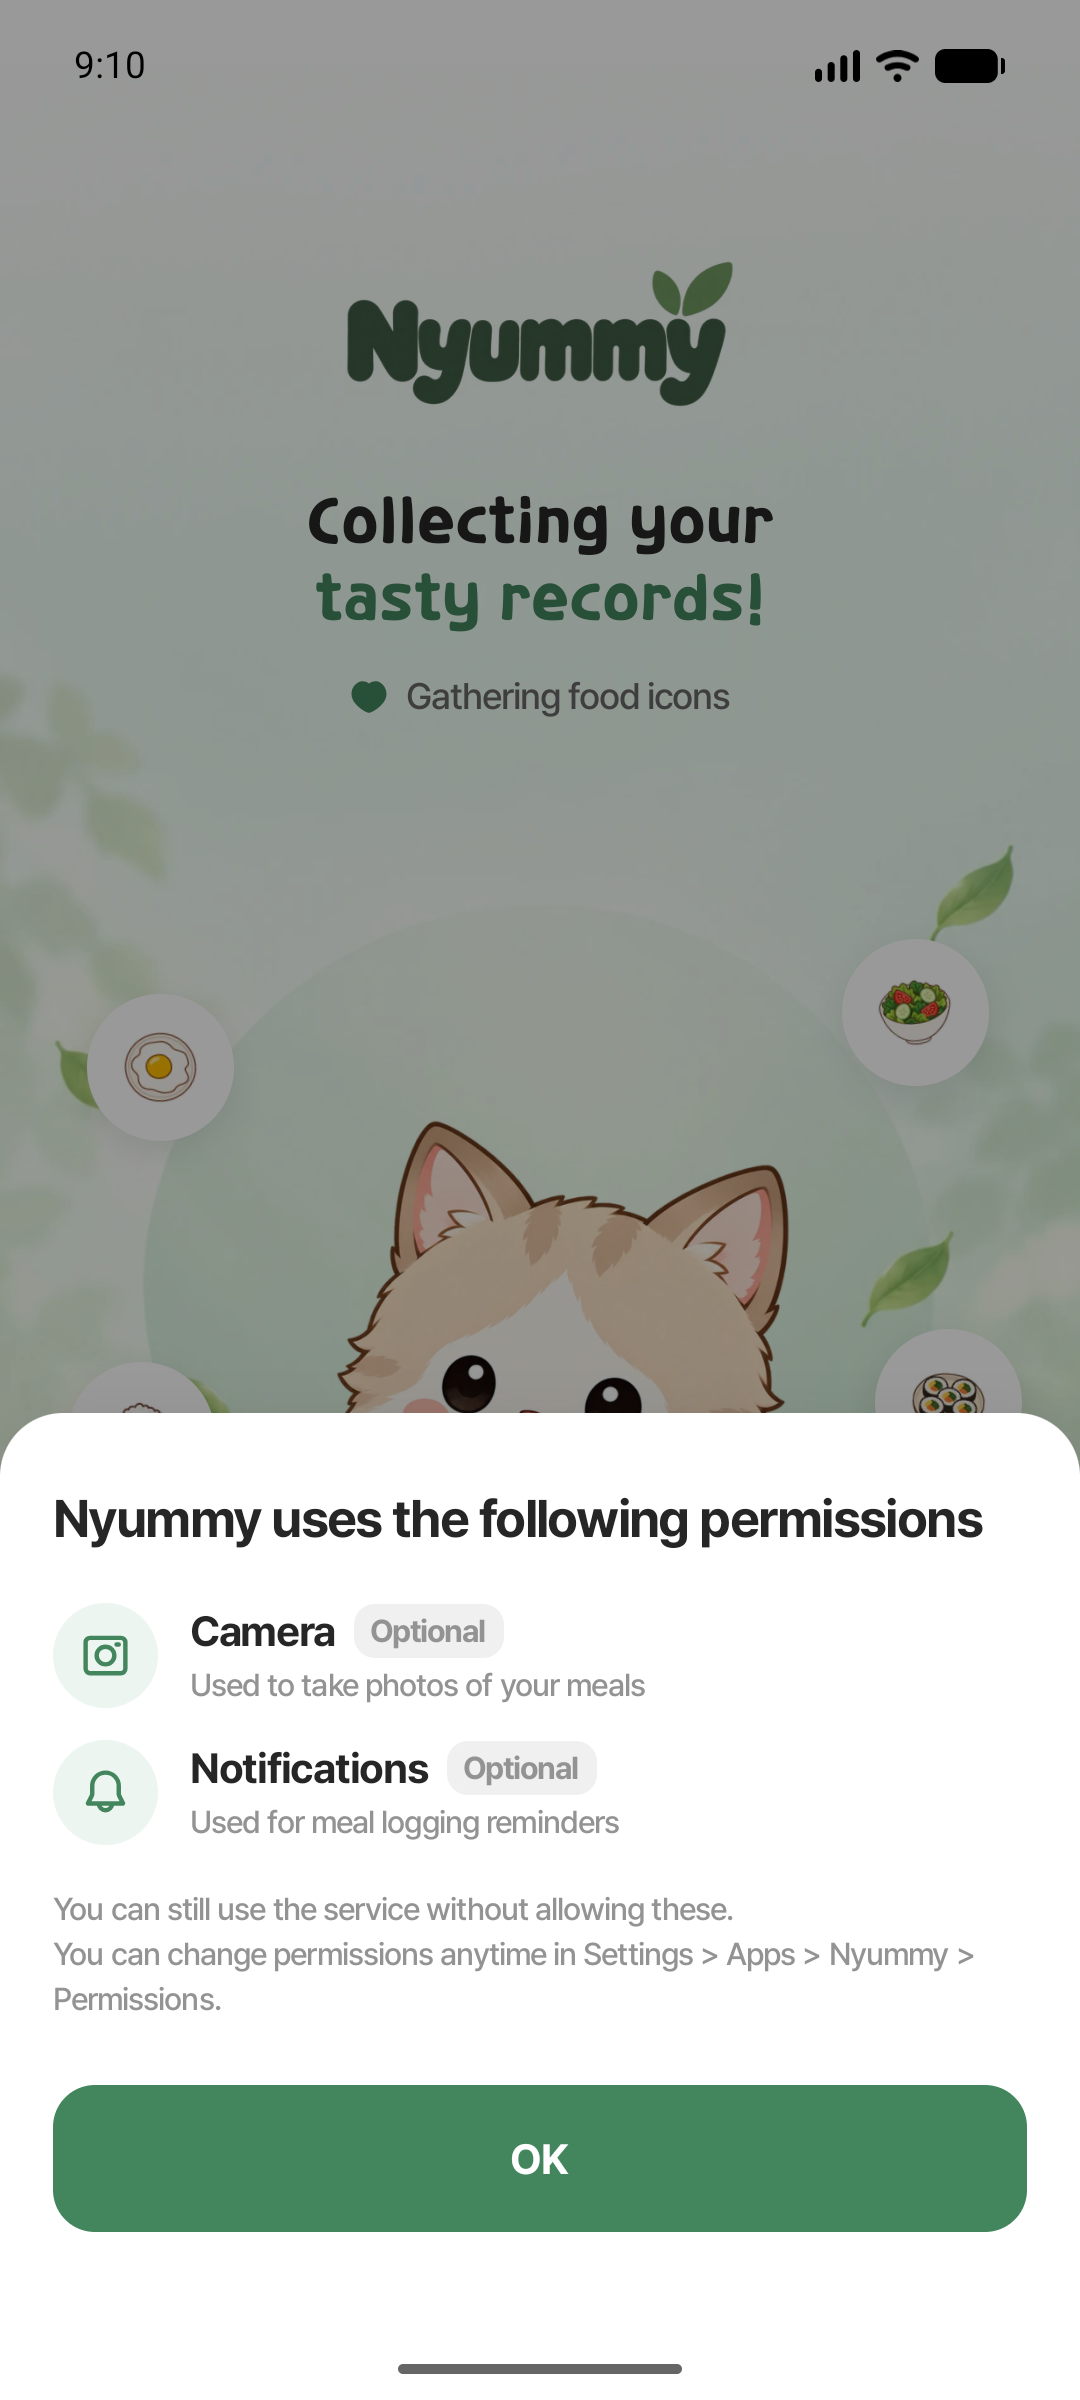 9:10
Nyummy
Collecting your
tasty records!
Gathering food icons
Nyummy uses the following permissions
Camera Optional
Used to take photos of your meals
Notifications Optional
Used for meal logging reminders
You can still use the service without allowing these.
You can change permissions anytime in Settings > Apps > Nyummy >
Permissions.
OK